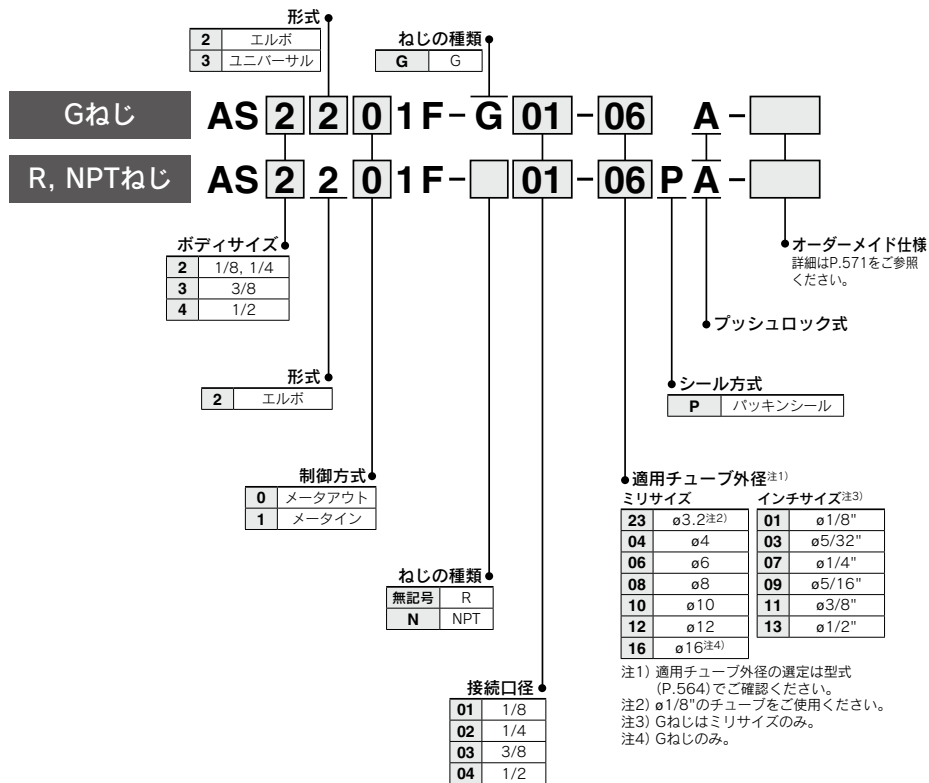 形式
2 エルボ
3 ユニバーサル
ねじの種類
G G
Gねじ AS 2 2 0 1F-G 01-06 A-
R, NPTねじ AS 2 2 0 1F- 01-06 P A-
ボディサイズ
2 1/8, 1/4
3 3/8
4 1/2
オーダーメイド仕様
詳細はP.571をご参照
ください。
プッシュロック式
形式
2 エルボ
シール方式
P パッキンシール
制御方式
0 メータアウト
1 メータイン
適用チューブ外径注1)
ミリサイズ
23 ø3.2注2)
04 ø4
06 ø6
08 ø8
10 ø10
12 ø12
16 ø16注4)
インチサイズ注3)
01 ø1/8"
03 ø5/32"
07 ø1/4"
09 ø5/16"
11 ø3/8"
13 ø1/2"
ねじの種類
無記号 R
N NPT
注1) 適用チューブ外径の選定は型式
(P.564)でご確認ください。
注2) ø1/8"のチューブをご使用ください。
注3) Gねじはミリサイズのみ。
注4) Gねじのみ。
接続口径
01 1/8
02 1/4
03 3/8
04 1/2